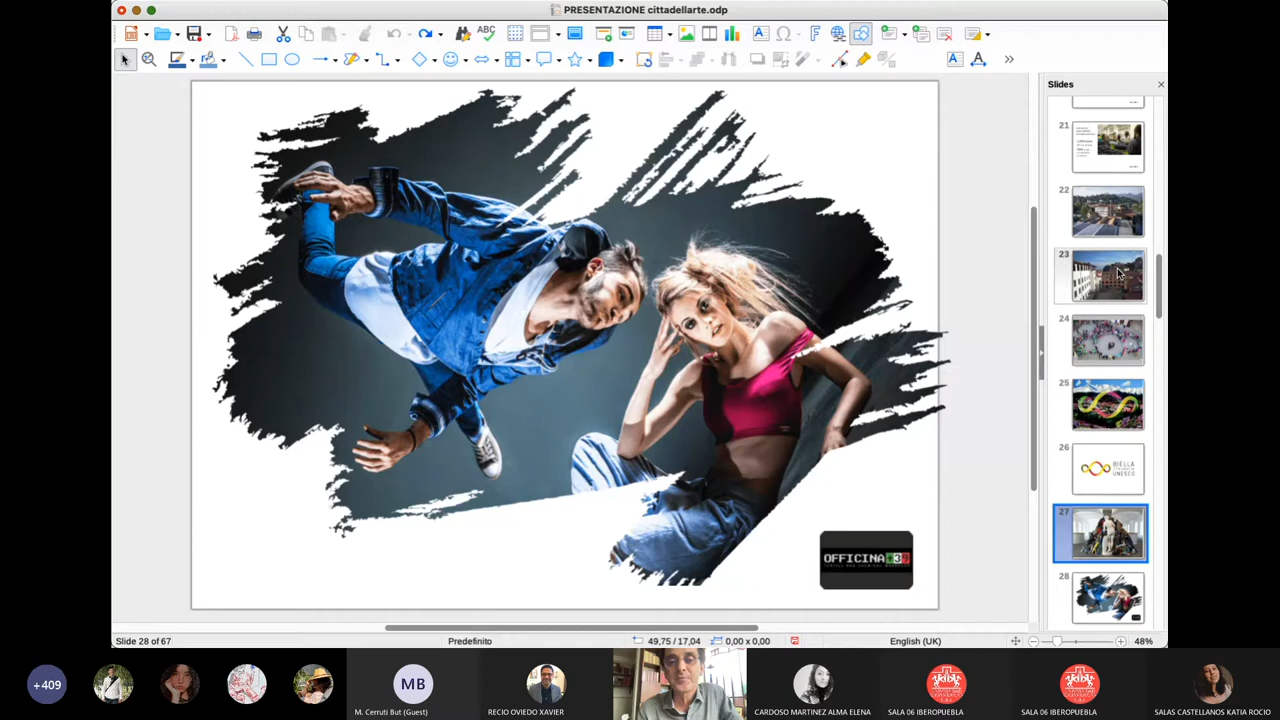 PRESENTAZIONE cittadellarte.odp
ABC
OFFICINA+39
Slides
21
22
23
24
25
26
BIELLA
UNESCO
27
28
Slide 28 of 67
Predefinito
49,75 / 17,04
0,00 x 0,00
English (UK)
48%
+409
MB
M. Cerruti But (Guest)
RECIO OVIEDO XAVIER
CARDOSO MARTINEZ ALMA ELENA
SALA 06 IBEROPUEBLA
SALA 06 IBEROPUEBLA
SALAS CASTELLANOS KATIA ROCIO